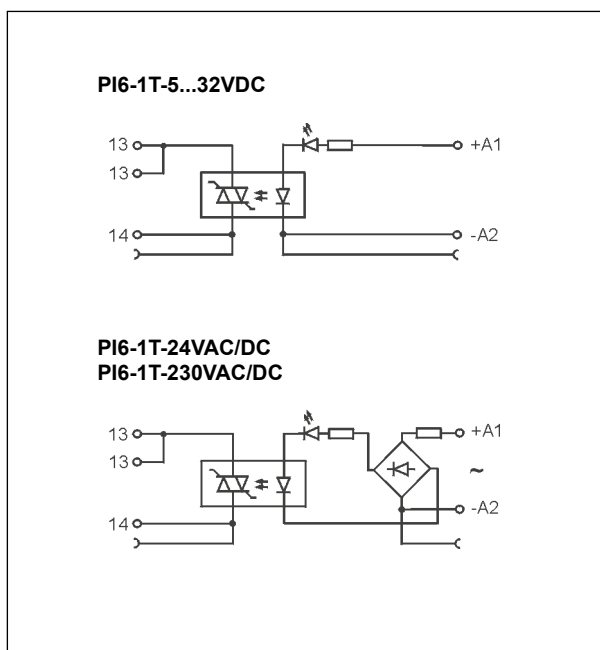 PI6-1T-5...32VDC
13
+A1
13
14
-A2
PI6-1T-24VAC/DC
PI6-1T-230VAC/DC
13
+A1
13
~
14
-A2